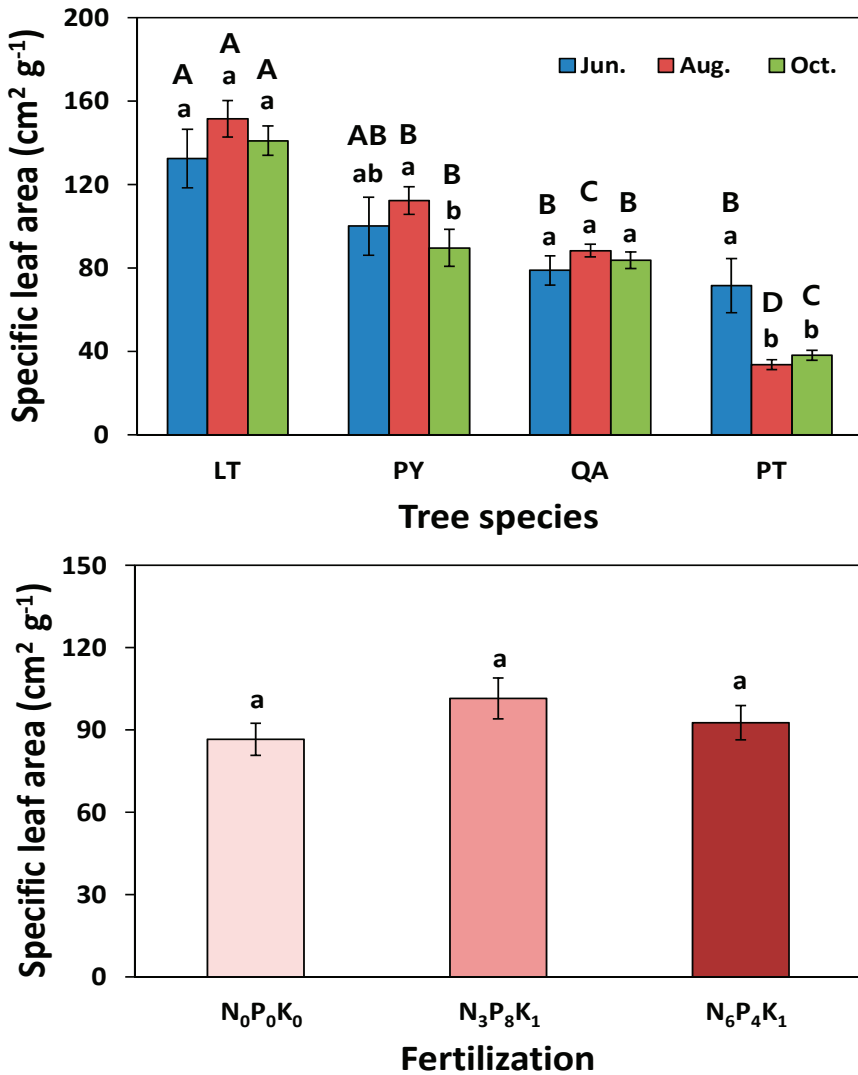 Specific leaf area (cm² g⁻¹)
200
160
120
80
40
0
Jun. Aug. Oct.
A A A
a a a
AB B B
ab a b
B C B
a a a
B D C
a b b
LT PY QA PT
Tree species
Specific leaf area (cm² g⁻¹)
150
120
90
60
30
0
a a a
N₀P₀K₀ N₃P₈K₁ N₆P₄K₁
Fertilization